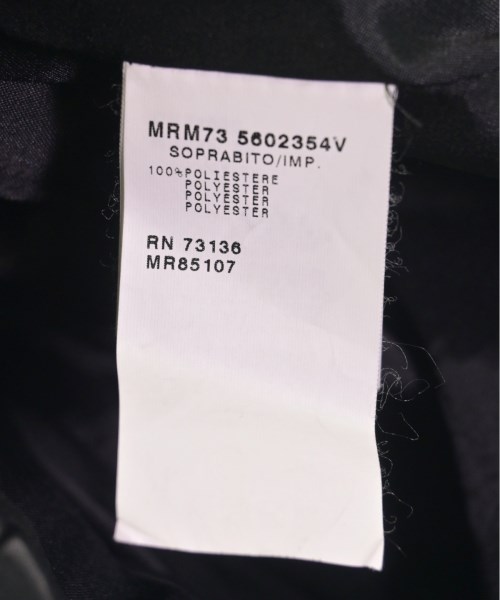 MRM73 5602354V
SOPRABITO/IMP.
100%POLIESTERE
POLYESTER
POLYESTER
POLYESTER
RN 73136
MR85107